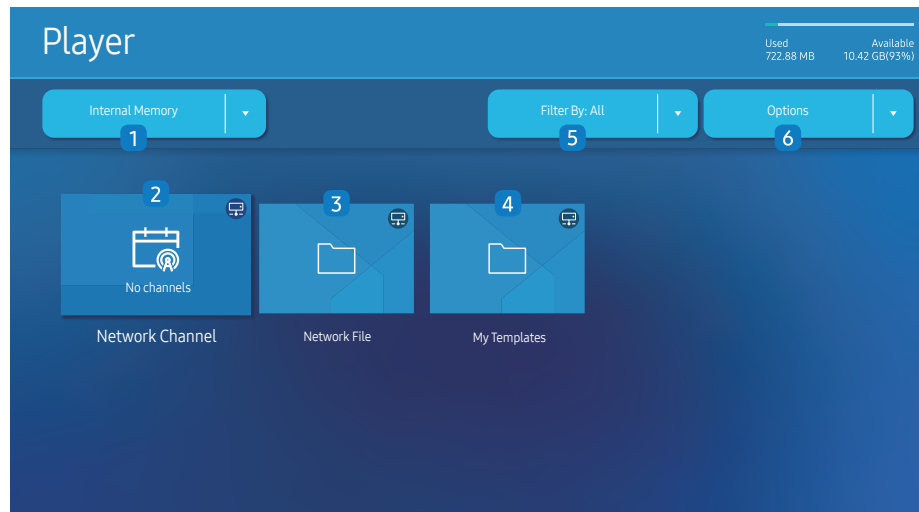 Player
Used Available
722.88 MB 10.42 GB(93%)
Internal Memory
Filter By: All
Options
1
5
6
2
3
4
No channels
Network Channel
Network File
My Templates